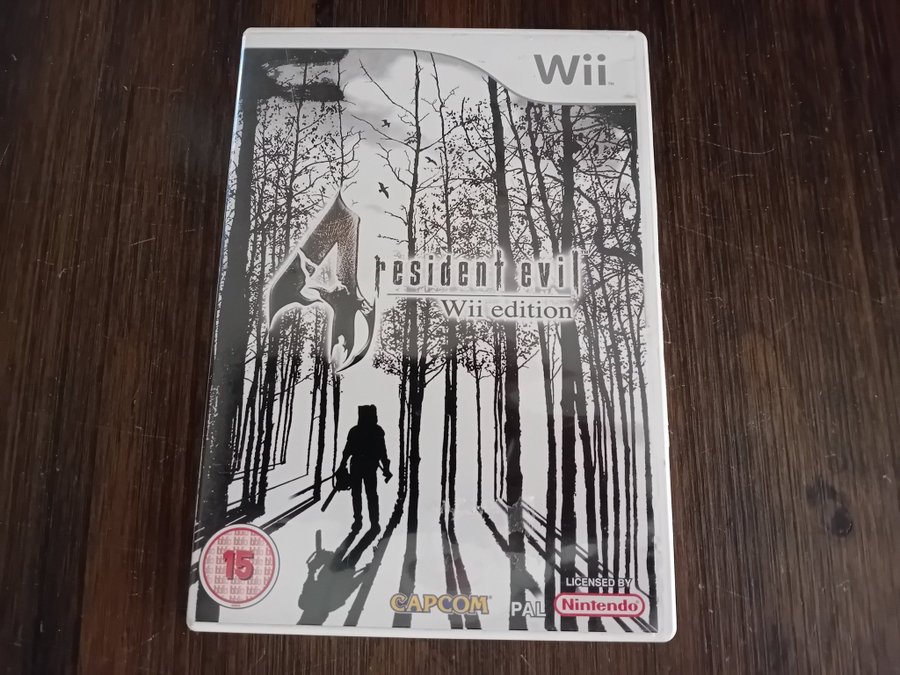 Wii
4
resident evil
Wii edition
15
CAPCOM
PAL
LICENSED BY
Nintendo